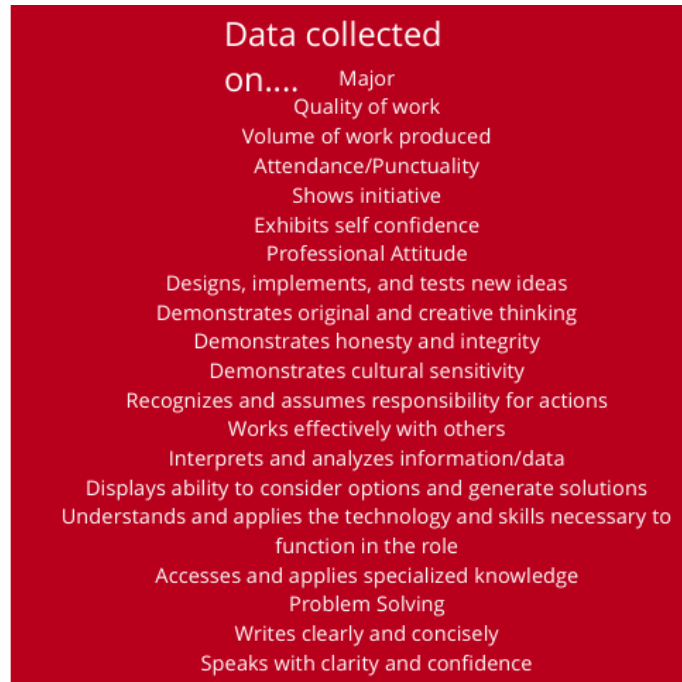 Data collected
on....
Major
Quality of work
Volume of work produced
Attendance/Punctuality
Shows initiative
Exhibits self confidence
Professional Attitude
Designs, implements, and tests new ideas
Demonstrates original and creative thinking
Demonstrates honesty and integrity
Demonstrates cultural sensitivity
Recognizes and assumes responsibility for actions
Works effectively with others
Interprets and analyzes information/data
Displays ability to consider options and generate solutions
Understands and applies the technology and skills necessary to
function in the role
Accesses and applies specialized knowledge
Problem Solving
Writes clearly and concisely
Speaks with clarity and confidence